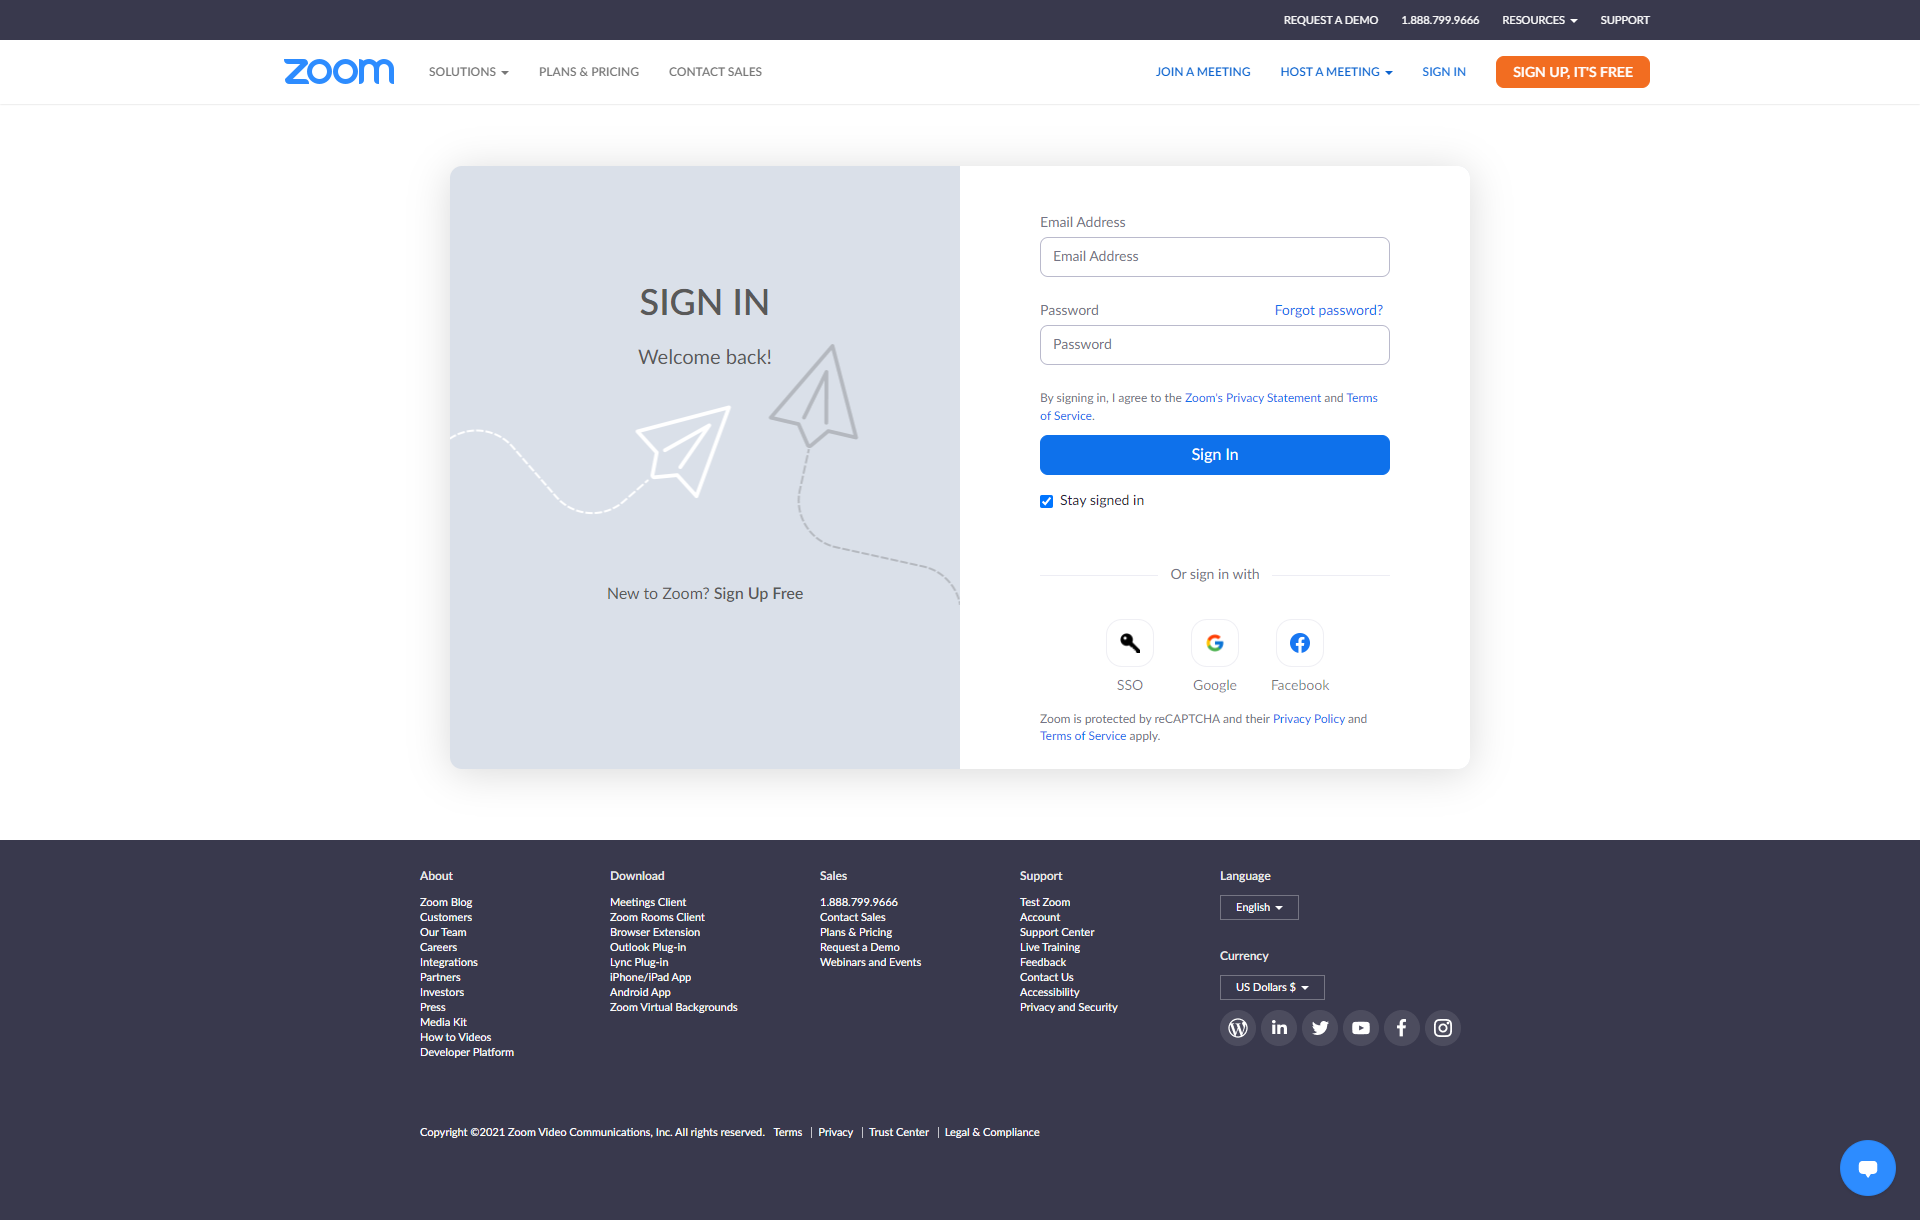 REQUEST A DEMO 1.888.799.9666 RESOURCES SUPPORT
zoom SOLUTIONS PLANS & PRICING CONTACT SALES JOIN A MEETING HOST A MEETING SIGN IN SIGN UP, IT'S FREE
SIGN IN
Welcome back!
New to Zoom? Sign Up Free
Email Address
Email Address
Password Forgot password?
Password
By signing in, I agree to the Zoom's Privacy Statement and Terms
of Service.
Sign In
Stay signed in
Or sign in with
SSO Google Facebook
Zoom is protected by reCAPTCHA and their Privacy Policy and
Terms of Service apply.
About
Zoom Blog
Customers
Our Team
Careers
Integrations
Partners
Investors
Press
Media Kit
How to Videos
Developer Platform
Download
Meetings Client
Zoom Rooms Client
Browser Extension
Outlook Plug-in
Lync Plug-in
iPhone/iPad App
Android App
Zoom Virtual Backgrounds
Sales
1.888.799.9666
Contact Sales
Plans & Pricing
Request a Demo
Webinars and Events
Support
Test Zoom
Account
Support Center
Live Training
Feedback
Contact Us
Accessibility
Privacy and Security
Language
English
Currency
US Dollars $
Copyright ©2021 Zoom Video Communications, Inc. All rights reserved. Terms | Privacy | Trust Center | Legal & Compliance